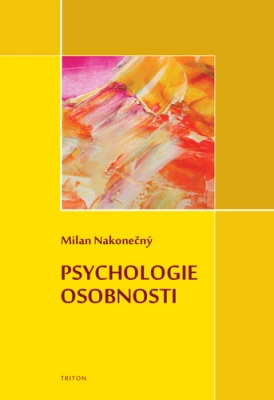 Milan Nakonečný
PSYCHOLOGIE
OSOBNOSTI
TRITON